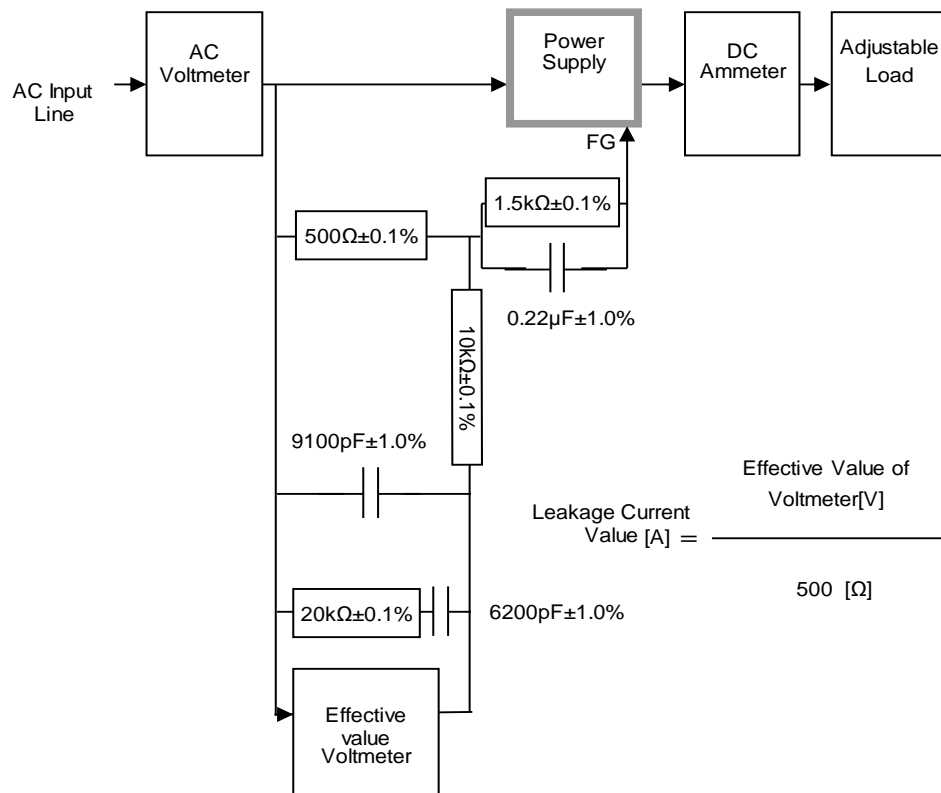 AC
Voltmeter
Power
Supply
DC
Ammeter
Adjustable
Load
AC Input
Line
FG
1.5kΩ±0.1%
500Ω±0.1%
0.22µF±1.0%
10kΩ±0.1%
9100pF±1.0%
Effective Value of
Voltmeter[V]
Leakage Current
Value [A] =
500 [Ω]
20kΩ±0.1%
6200pF±1.0%
Effective
value
Voltmeter